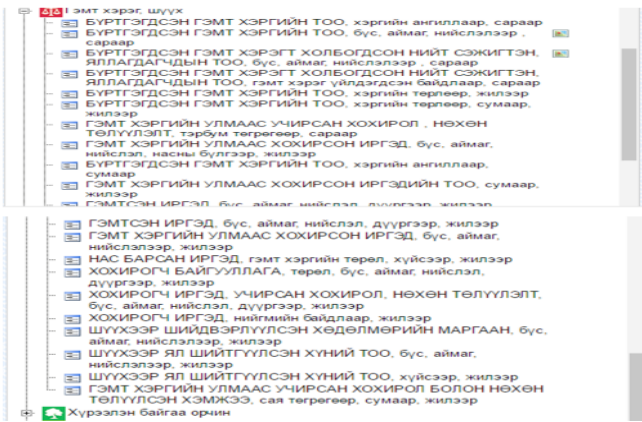 Гэмт хэрэг, шүүх
БҮРТГЭГДСЭН ГЭМТ ХЭРГИЙН ТОО, хэргийн ангиллаар, сараар
БҮРТГЭГДСЭН ГЭМТ ХЭРГИЙН ТОО, бүс, аймаг, нийслэлээр ,
сараар
БҮРТГЭГДСЭН ГЭМТ ХЭРЭГТ ХОЛБОГДСОН НИЙТ СЭЖИГТЭН,
ЯЛЛАГДАГЧДЫН ТОО, бүс, аймаг, нийслэлээр , сараар
БҮРТГЭГДСЭН ГЭМТ ХЭРЭГТ ХОЛБОГДСОН НИЙТ СЭЖИГТЭН,
ЯЛЛАГДАГЧДЫН ТОО, гэмт хэрэг үйлдэгдсэн байдлаар, сараар
БҮРТГЭГДСЭН ГЭМТ ХЭРГИЙН ТОО, хэргийн төрлөөр, жилээр
БҮРТГЭГДСЭН ГЭМТ ХЭРГИЙН ТОО, хэргийн төрлөөр, сумаар,
жилээр
ГЭМТ ХЭРГИЙН УЛМААС УЧИРСАН ХОХИРОЛ , НӨХӨН
ТӨЛҮҮЛЭЛТ, тэрбум төгрөгөөр, сараар
ГЭМТ ХЭРГИЙН УЛМААС ХОХИРСОН ИРГЭД, бүс, аймаг,
нийслэл, насны бүлгээр, жилээр
БҮРТГЭГДСЭН ГЭМТ ХЭРГИЙН ТОО, хэргийн ангиллаар,
сумаар
ГЭМТ ХЭРГИЙН УЛМААС ХОХИРСОН ИРГЭДИЙН ТОО, сумаар,
жилээр
ГЭМТСЭН ИРГЭД, бүс, аймаг, нийслэл, дүүргээр, жилээр
ГЭМТСЭН ИРГЭД, бүс, аймаг, нийслэл, дүүргээр, жилээр
ГЭМТ ХЭРГИЙН УЛМААС ХОХИРСОН ИРГЭД, бүс, аймаг,
нийслэлээр, жилээр
НАС БАРСАН ИРГЭД, гэмт хэргийн төрөл, хүйсээр, жилээр
ХОХИРОГЧ БАЙГУУЛЛАГА, төрөл, бүс, аймаг, нийслэл,
дүүргээр, жилээр
ХОХИРОГЧ ИРГЭД, УЧИРСАН ХОХИРОЛ, НӨХӨН ТӨЛҮҮЛЭЛТ,
бүс, аймаг, нийслэл, дүүргээр, жилээр
ХОХИРОГЧ ИРГЭД, нийгмийн байдлаар, жилээр
ШҮҮХЭЭР ШИЙДВЭРЛҮҮЛСЭН ХӨДӨЛМӨРИЙН МАРГААН, бүс,
аймаг, нийслэлээр, жилээр
ШҮҮХЭЭР ЯЛ ШИЙТГҮҮЛСЭН ХҮНИЙ ТОО, бүс, аймаг,
нийслэлээр, жилээр
ШҮҮХЭЭР ЯЛ ШИЙТГҮҮЛСЭН ХҮНИЙ ТОО, хүйсээр, жилээр
ГЭМТ ХЭРГИЙН УЛМААС УЧИРСАН ХОХИРОЛ БОЛОН НӨХӨН
ТӨЛҮҮЛСЭН ХЭМЖЭЭ, сая төгрөгөөр, сумаар, жилээр
Хүрээлэн байгаа орчин